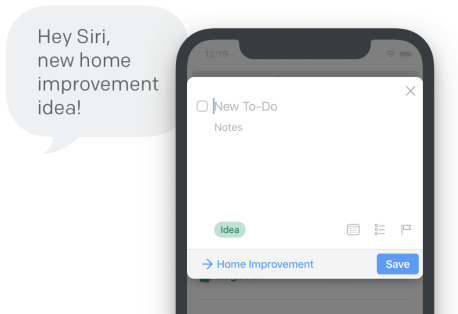 Hey Siri,
new home
improvement
idea!
12:19
New To-Do
Notes
Idea
Home Improvement
Save